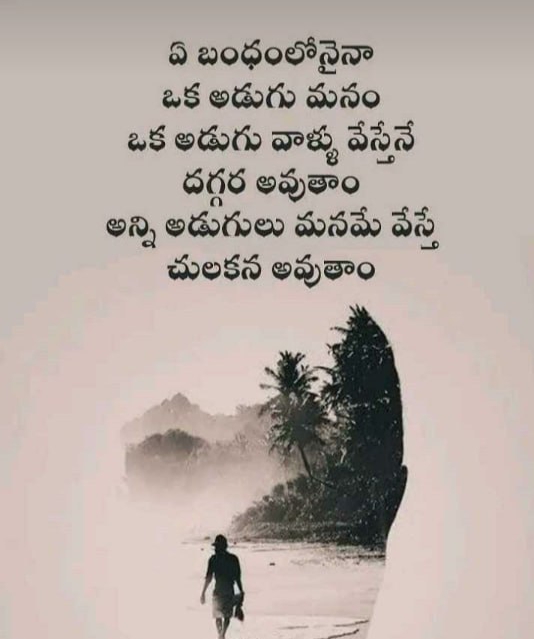 ఏ బంధంలోనైనా
ఒక అడుగు మనం
ఒక అడుగు వాళ్ళు వేస్తేనే
దగ్గర అవుతాం
అన్ని అడుగులు మనమే వేస్తే
చులకన అవుతాం